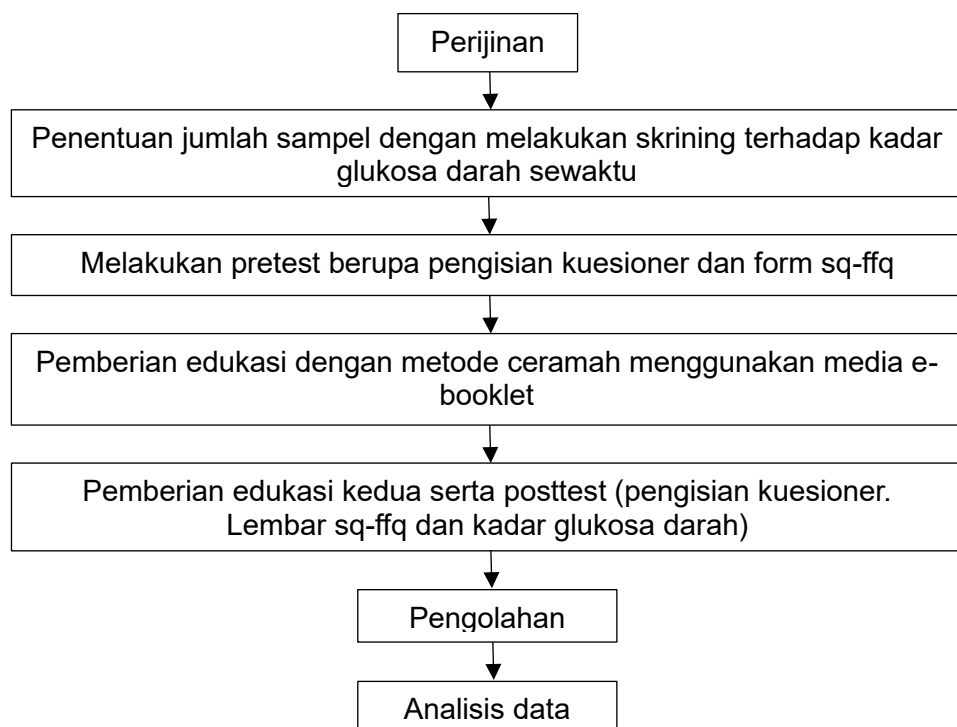 Perijinan
Penentuan jumlah sampel dengan melakukan skrining terhadap kadar
glukosa darah sewaktu
Melakukan pretest berupa pengisian kuesioner dan form sq-ffq
Pemberian edukasi dengan metode ceramah menggunakan media e-
booklet
Pemberian edukasi kedua serta posttest (pengisian kuesioner.
Lembar sq-ffq dan kadar glukosa darah)
Pengolahan
Analisis data